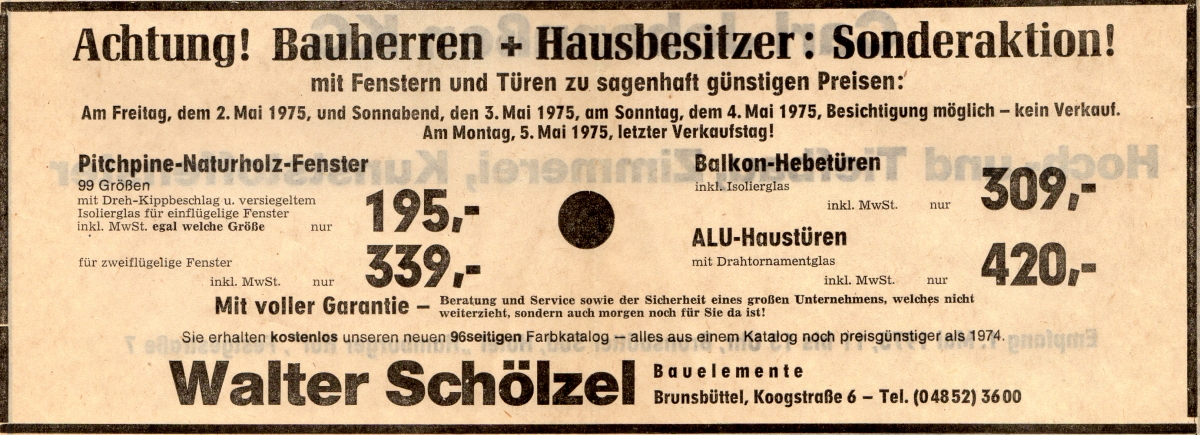 Achtung! Bauherren + Hausbesitzer: Sonderaktion!
mit Fenstern und Türen zu sagenhaft günstigen Preisen:
Am Freitag, dem 2. Mai 1975, und Sonnabend, den 3. Mai 1975, am Sonntag, dem 4. Mai 1975, Besichtigung möglich – kein Verkauf.
Am Montag, 5. Mai 1975, letzter Verkaufstag!
Pitchpine-Naturholz-Fenster
99 Größen
mit Dreh-Kippbeschlag u. versiegeltem
Isolierglas für einflügelige Fenster
inkl. MwSt. egal welche Größe nur 195,-
für zweiflügelige Fenster
inkl. MwSt. nur 339,-
Balkon-Hebetüren
inkl. Isolierglas
inkl. MwSt. nur 309,-
ALU-Haustüren
mit Drahtornamentglas
inkl. MwSt. nur 420,-
Mit voller Garantie – Beratung und Service sowie der Sicherheit eines großen Unternehmens, welches nicht
weiterzieht, sondern auch morgen noch für Sie da ist!
Sie erhalten kostenlos unseren neuen 96seitigen Farbkatalog – alles aus einem Katalog noch preisgünstiger als 1974.
Walter Schölzel
Bauelemente
Brunsbüttel, Koogstraße 6 – Tel. (0 48 52) 36 00